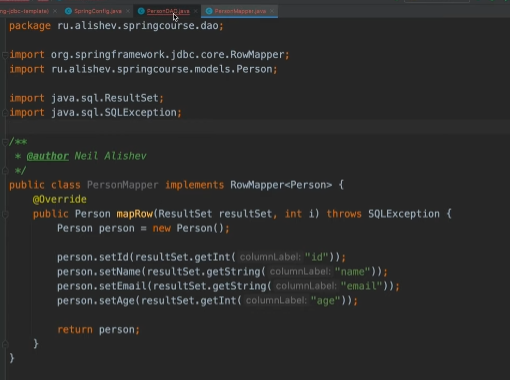 ng-jdbc-template) SpringConfig.java PersonDAO.java PersonMapper.java
package ru.alishev.springcourse.dao;
import org.springframework.jdbc.core.RowMapper;
import ru.alishev.springcourse.models.Person;
import java.sql.ResultSet;
import java.sql.SQLException;
/**
* @author Neil Alishev
*/
public class PersonMapper implements RowMapper<Person> {
@Override
public Person mapRow(ResultSet resultSet, int i) throws SQLException {
Person person = new Person();
person.setId(resultSet.getInt( columnLabel: "id"));
person.setName(resultSet.getString( columnLabel: "name"));
person.setEmail(resultSet.getString( columnLabel: "email"));
person.setAge(resultSet.getInt( columnLabel: "age"));
return person;
}
}